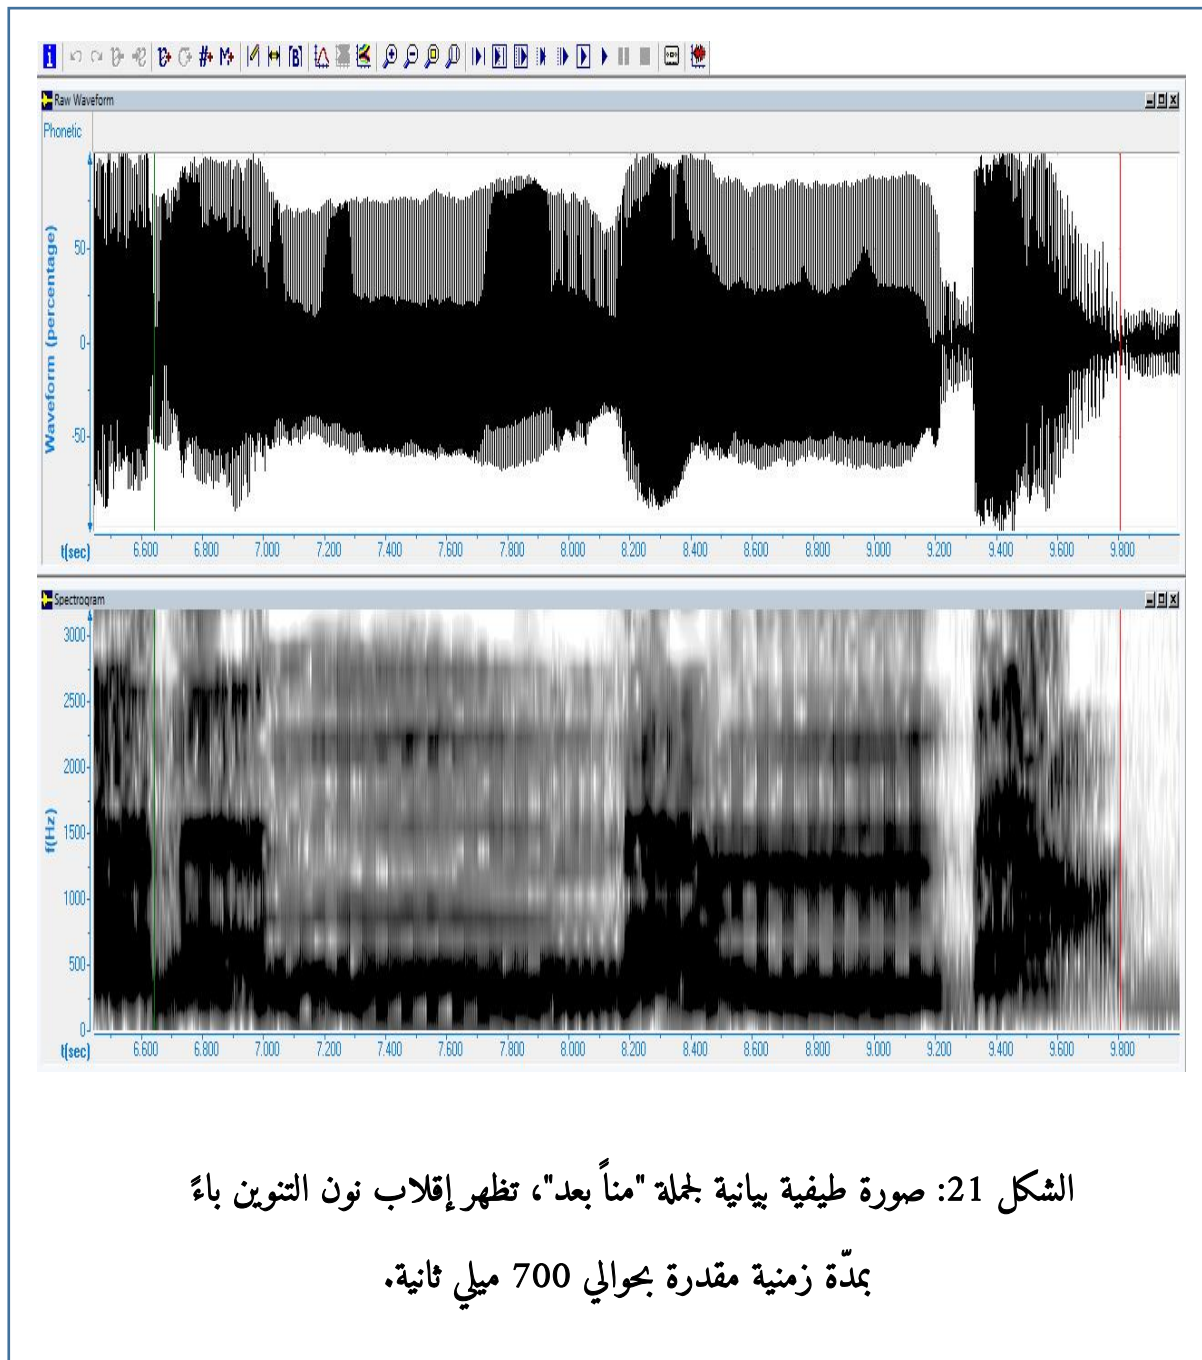 i # M B
Raw Waveform
Phonetic
Waveform (percentage)
50
0
-50
t(sec) 6.600 6.800 7.000 7.200 7.400 7.600 7.800 8.000 8.200 8.400 8.600 8.800 9.000 9.200 9.400 9.600 9.800
Spectrogram
f(Hz)
3000
2500
2000
1500
1000
500
0
t(sec) 6.600 6.800 7.000 7.200 7.400 7.600 7.800 8.000 8.200 8.400 8.600 8.800 9.000 9.200 9.400 9.600 9.800
الشكل 21: صورة طيفية بيانية لجملة "مناً بعد"، تظهر إقلاب نون التنوين باءً
بمدّة زمنية مقدرة بحوالي 700 ميلي ثانية.